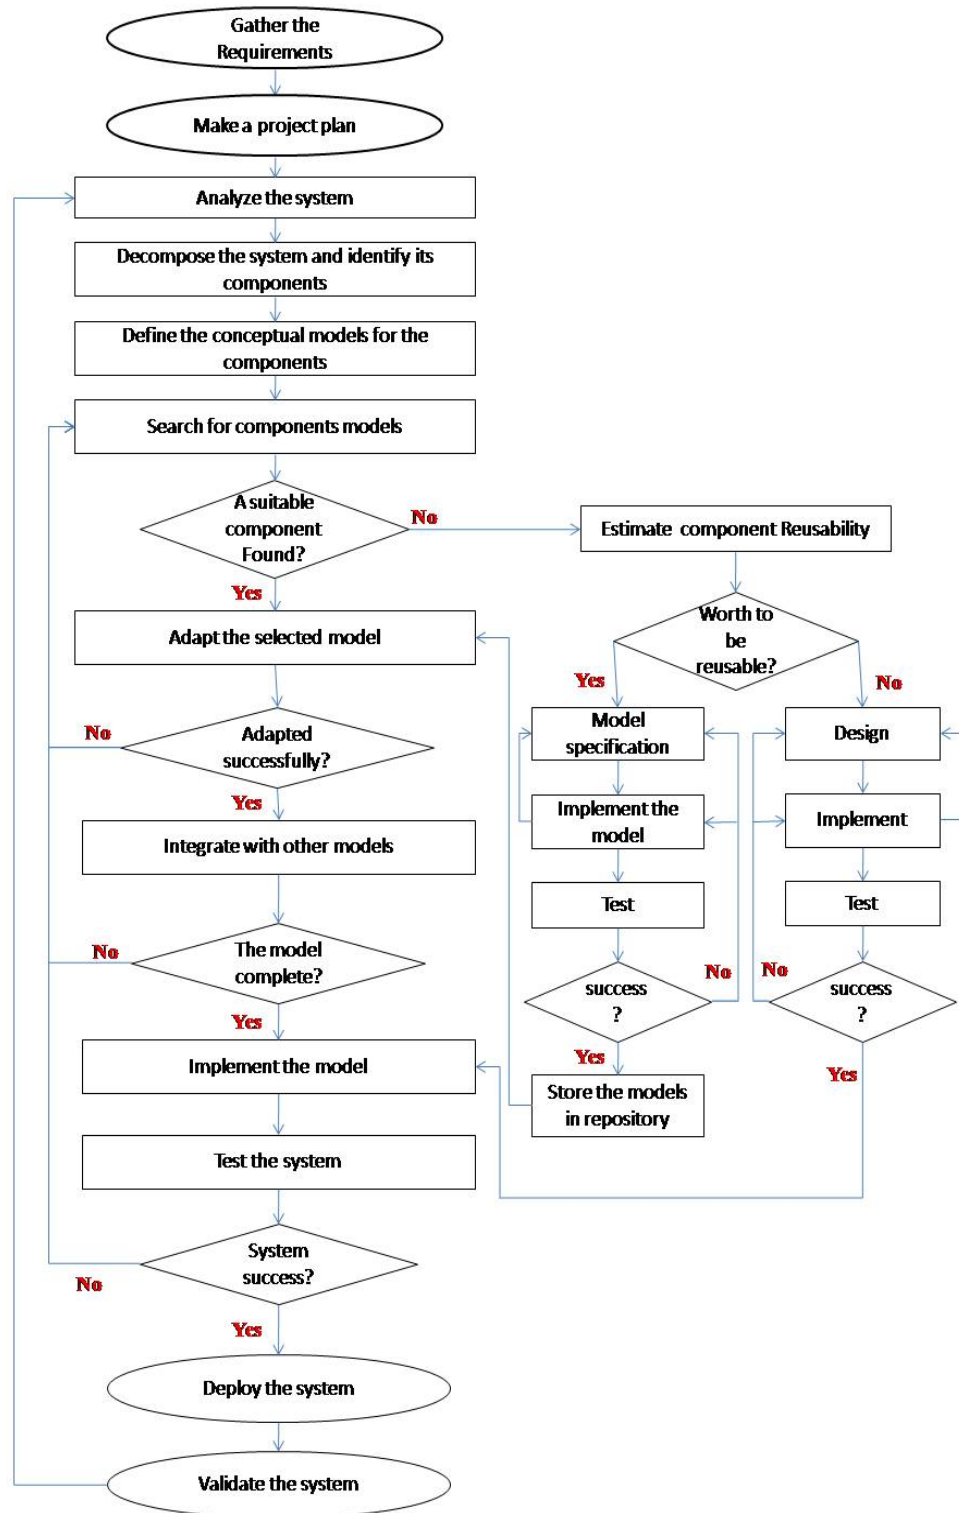 Gather the
Requirements
Make a project plan
Analyze the system
Decompose the system and identify its
components
Define the conceptual models for the
components
Search for components models
A suitable
component
Found?
No
Estimate component Reusability
Yes
Worth to
be
reusable?
Adapt the selected model
Yes
No
Model
specification
Design
No
Adapted
successfully?
Yes
Implement the
model
Implement
Integrate with other models
Test
Test
No
The model
complete?
No
No
success
?
success
?
Yes
Yes
Yes
Implement the model
Store the models
in repository
Test the system
System
success?
No
Yes
Deploy the system
Validate the system